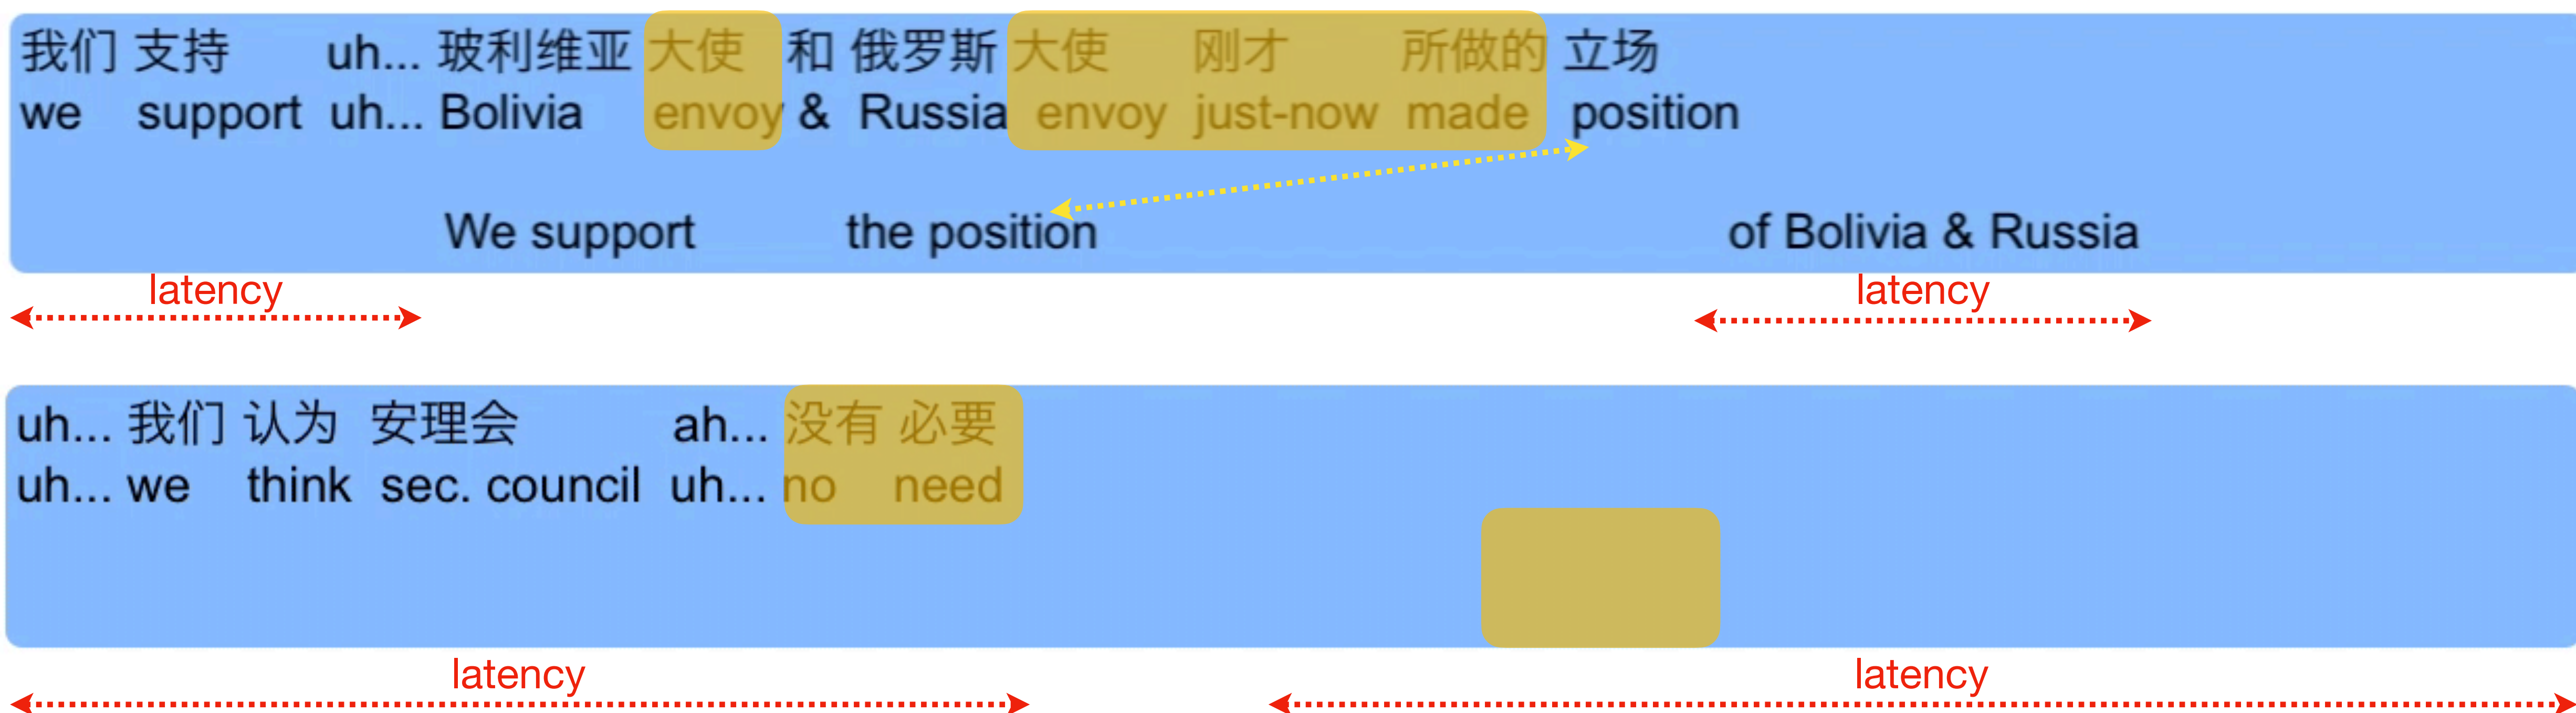 我们 支持 uh... 玻利维亚 大使 和 俄罗斯 大使 刚才 所做的 立场
we support uh... Bolivia envoy & Russia envoy just-now made position
We support the position of Bolivia & Russia
latency latency
uh... 我们 认为 安理会 ah... 没有 必要
uh... we think sec. council uh... no need
latency latency